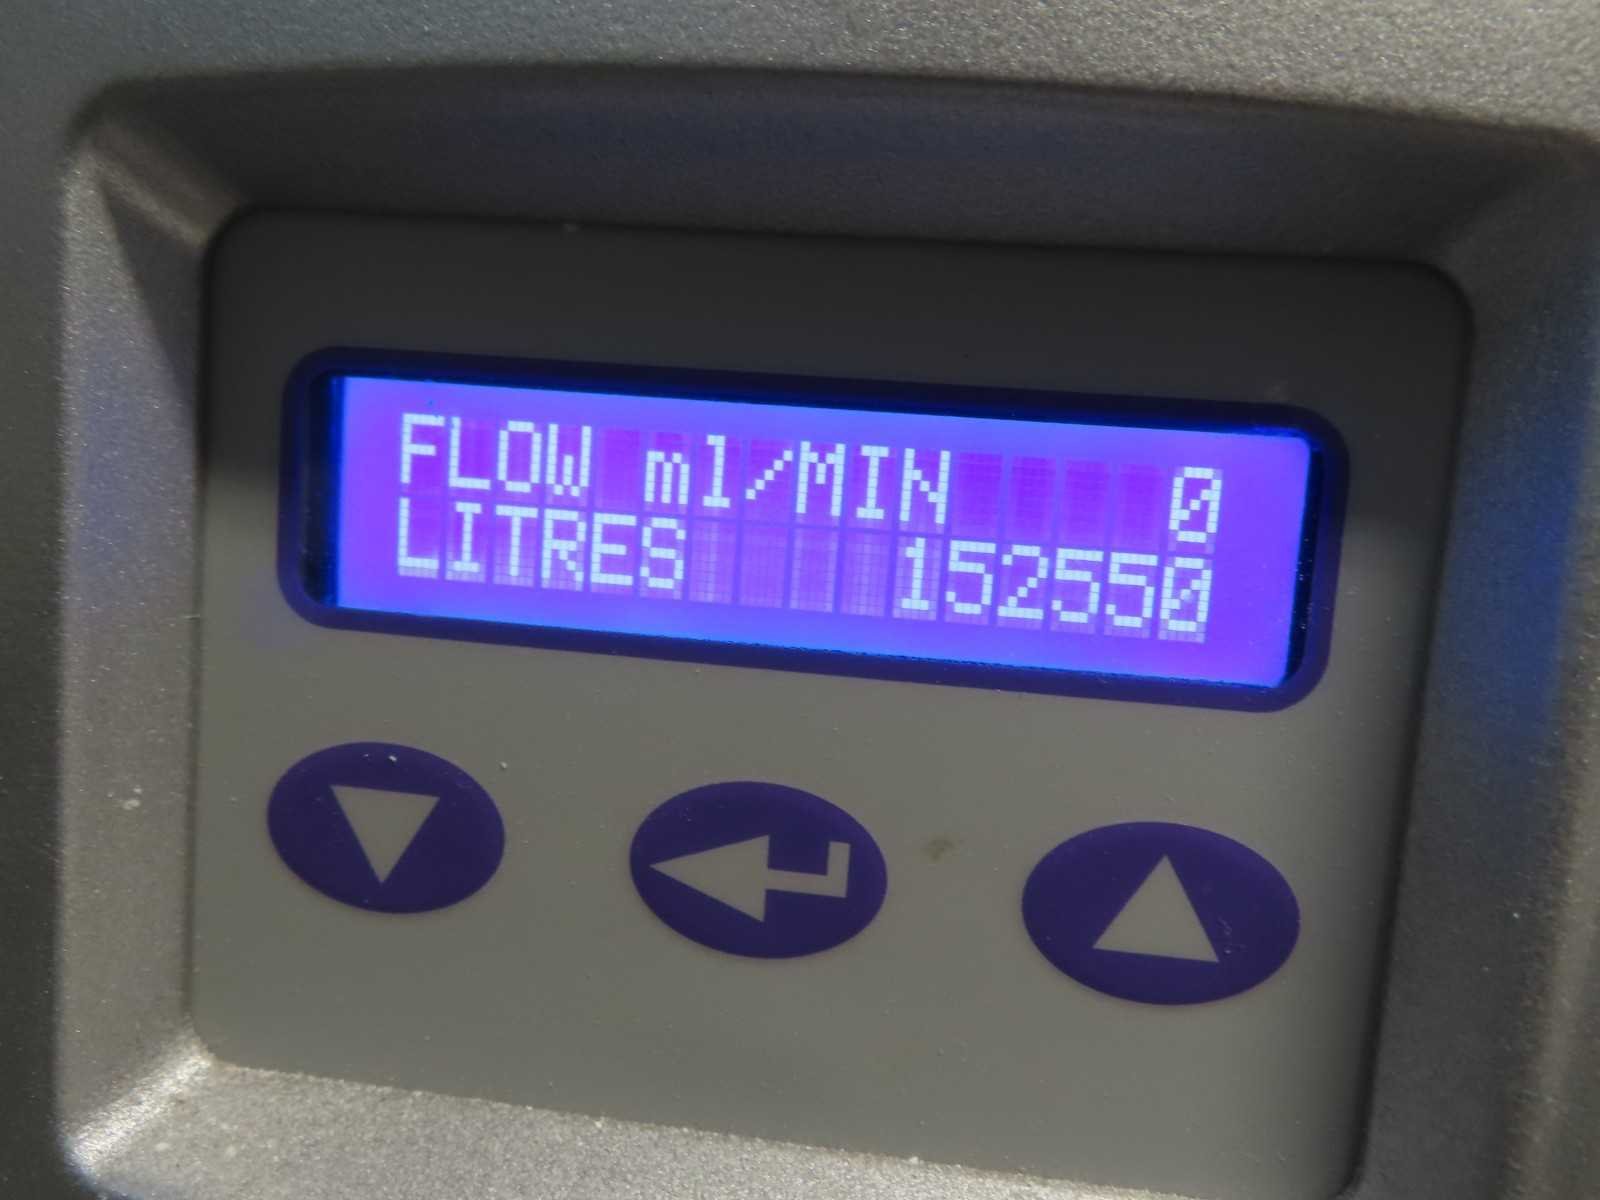 FLOW ml/MIN 0
LITRES 152550